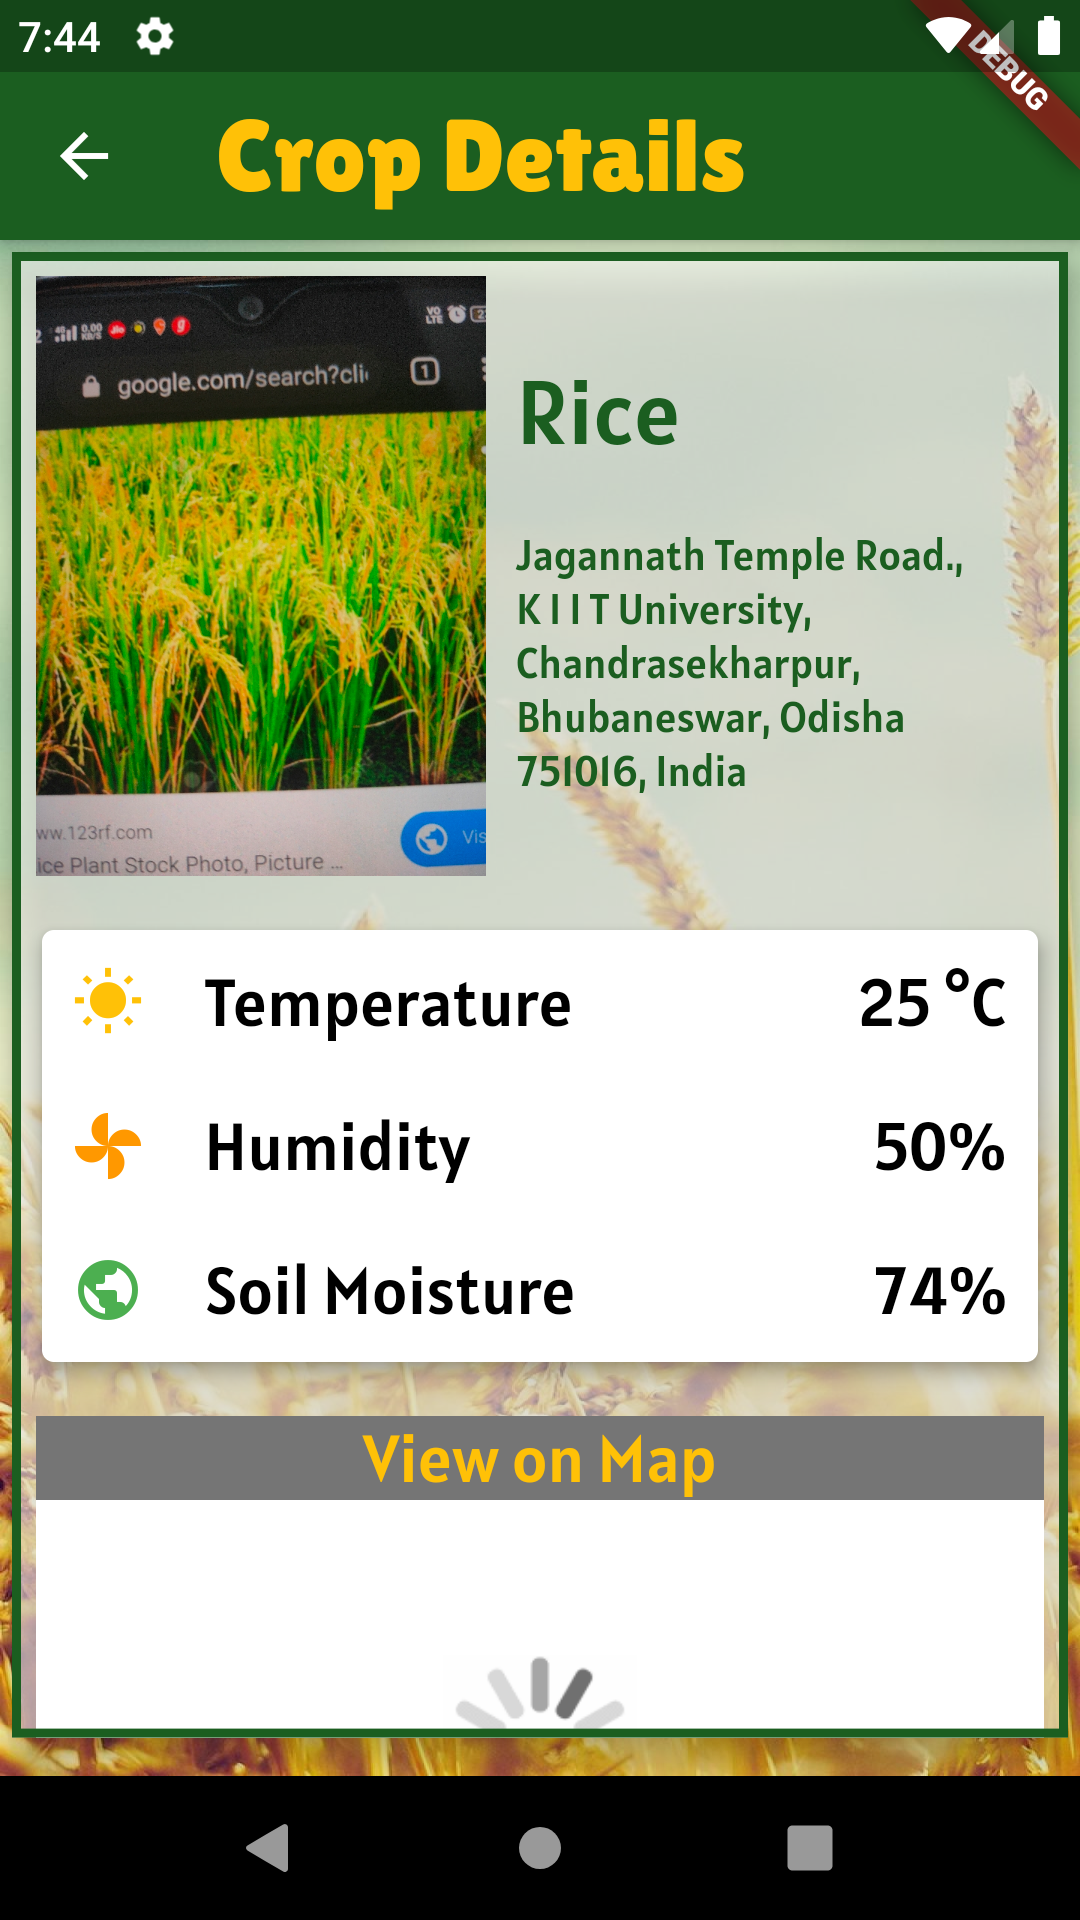 7:44
DEBUG
Crop Details
google.com/search?cli
1
Rice
Jagannath Temple Road.,
K I I T University,
Chandrasekharpur,
Bhubaneswar, Odisha
751016, India
ww.123rf.com
ice Plant Stock Photo, Picture ...
Vis
Temperature 25 °C
Humidity 50%
Soil Moisture 74%
View on Map